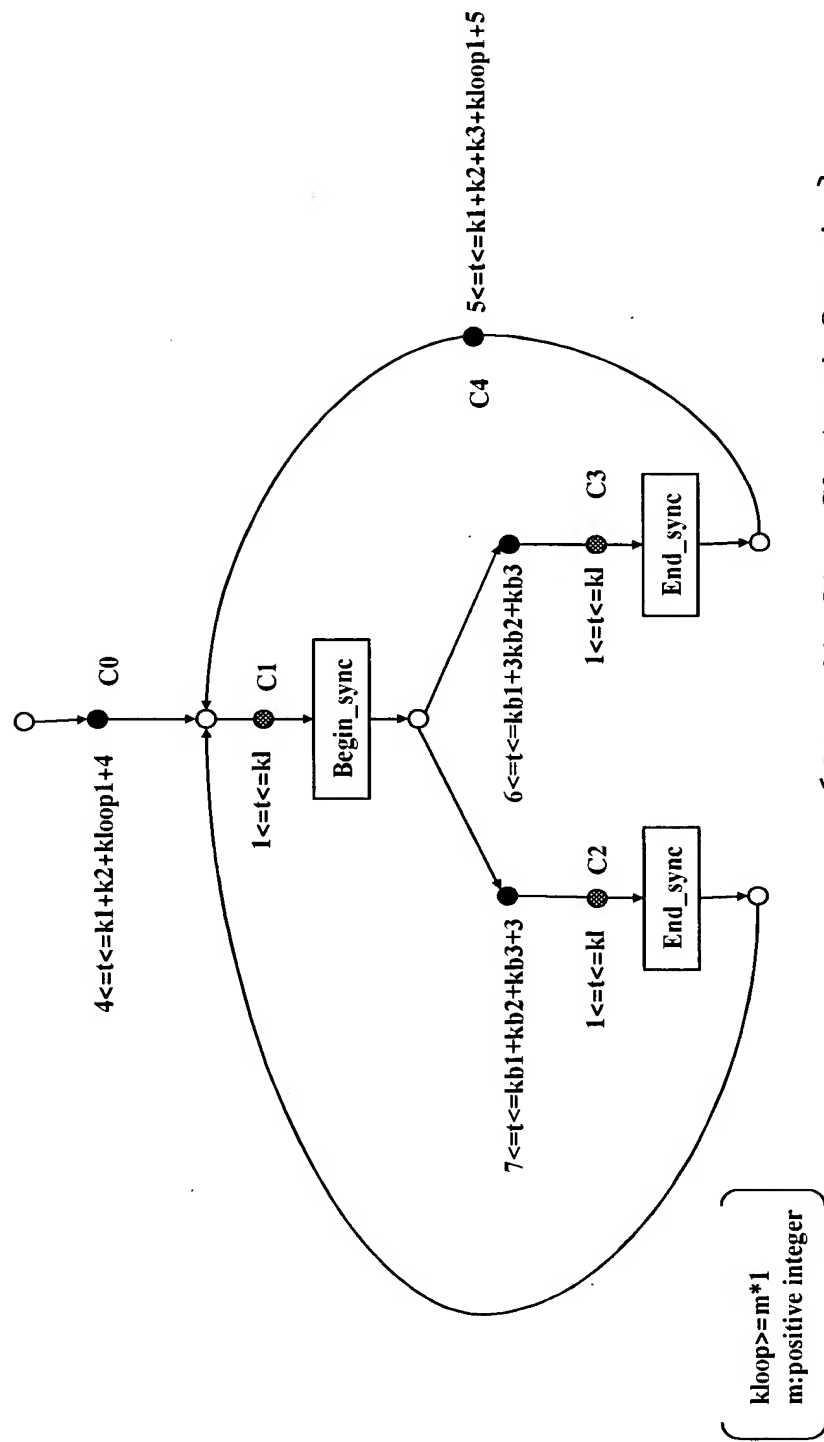 C0
4<=t<=k1+k2+kloop1+4
C1
1<=t<=kl
Begin_sync
5<=t<=k1+k2+k3+kloop1+5
C4
7<=t<=kb1+kb2+kb3+3
6<=t<=kb1+3kb2+kb3
C2
1<=t<=kl
End_sync
C3
1<=t<=kl
End_sync
kloop>=m*1
m:positive integer